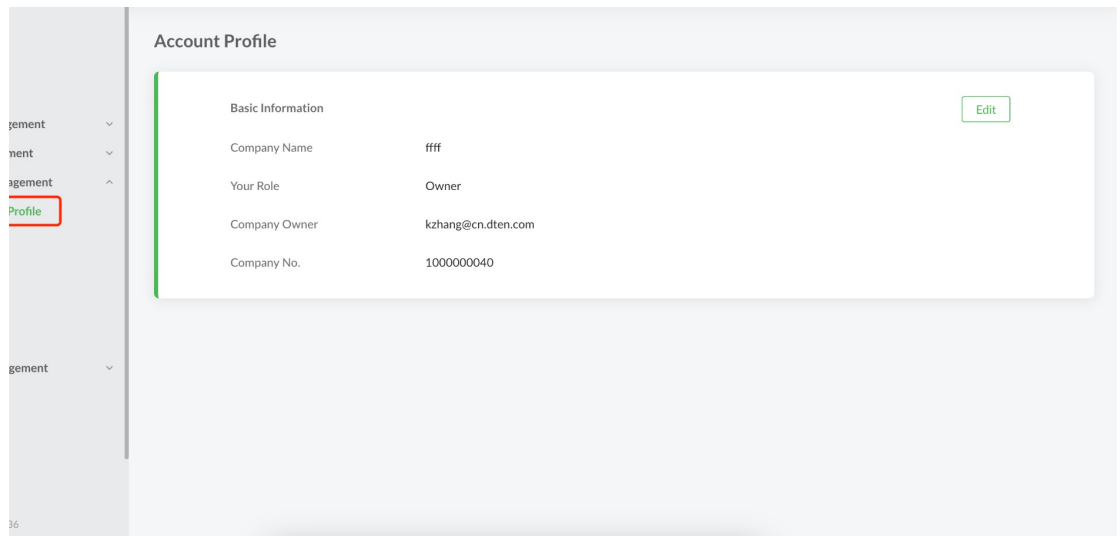 Account Profile
Basic Information
Edit
Company Name ffff
Your Role Owner
Company Owner kzhang@cn.dten.com
Company No. 1000000040
gement
ment
agement
Profile
gement
36